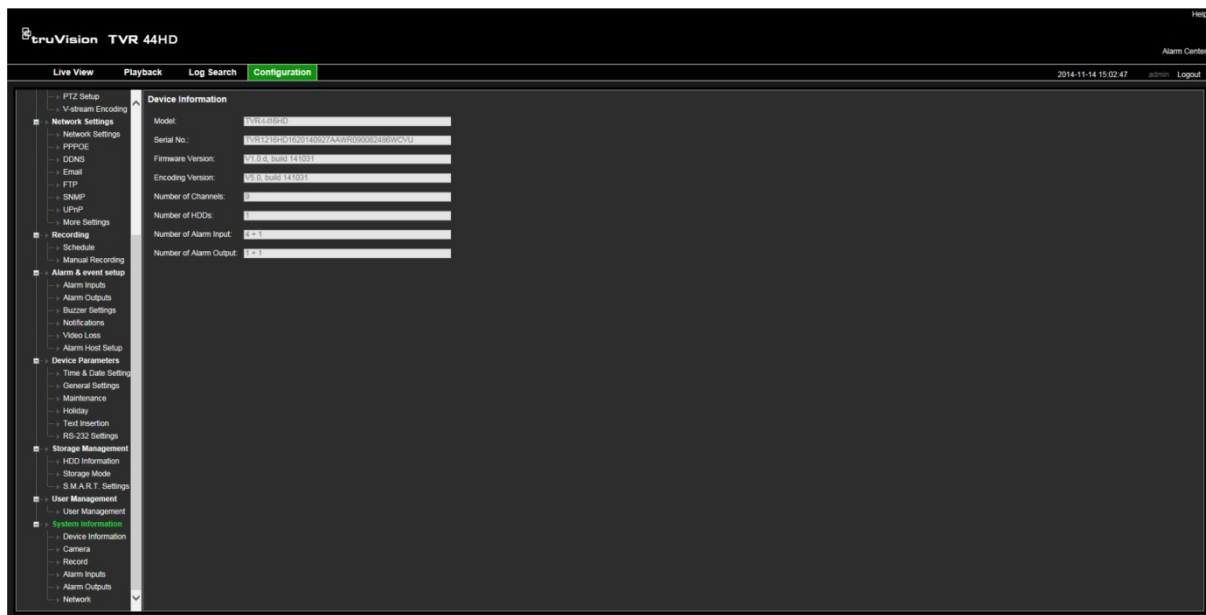 Help
truVision TVR 44HD
Alarm Center
Live View Playback Log Search Configuration 2014-11-14 15:02:47 admin Logout
PTZ Setup
V-stream Encoding
Network Settings
Network Settings
PPPOE
DDNS
Email
FTP
SNMP
UPnP
More Settings
Recording
Schedule
Manual Recording
Alarm & event setup
Alarm Inputs
Alarm Outputs
Buzzer Settings
Notifications
Video Loss
Alarm Host Setup
Device Parameters
Time & Date Setting
General Settings
Maintenance
Holiday
Text Insertion
RS-232 Settings
Storage Management
HDD Information
Storage Mode
S.M.A.R.T. Settings
User Management
User Management
System Information
Device Information
Camera
Record
Alarm Inputs
Alarm Outputs
Network
Device Information
Model:
Serial No.:
Firmware Version: V1.0.d, build 141031
Encoding Version: V5.0, build 141031
Number of Channels:
Number of HDDs: 1
Number of Alarm Input: 4 + 1
Number of Alarm Output: 1 + 1